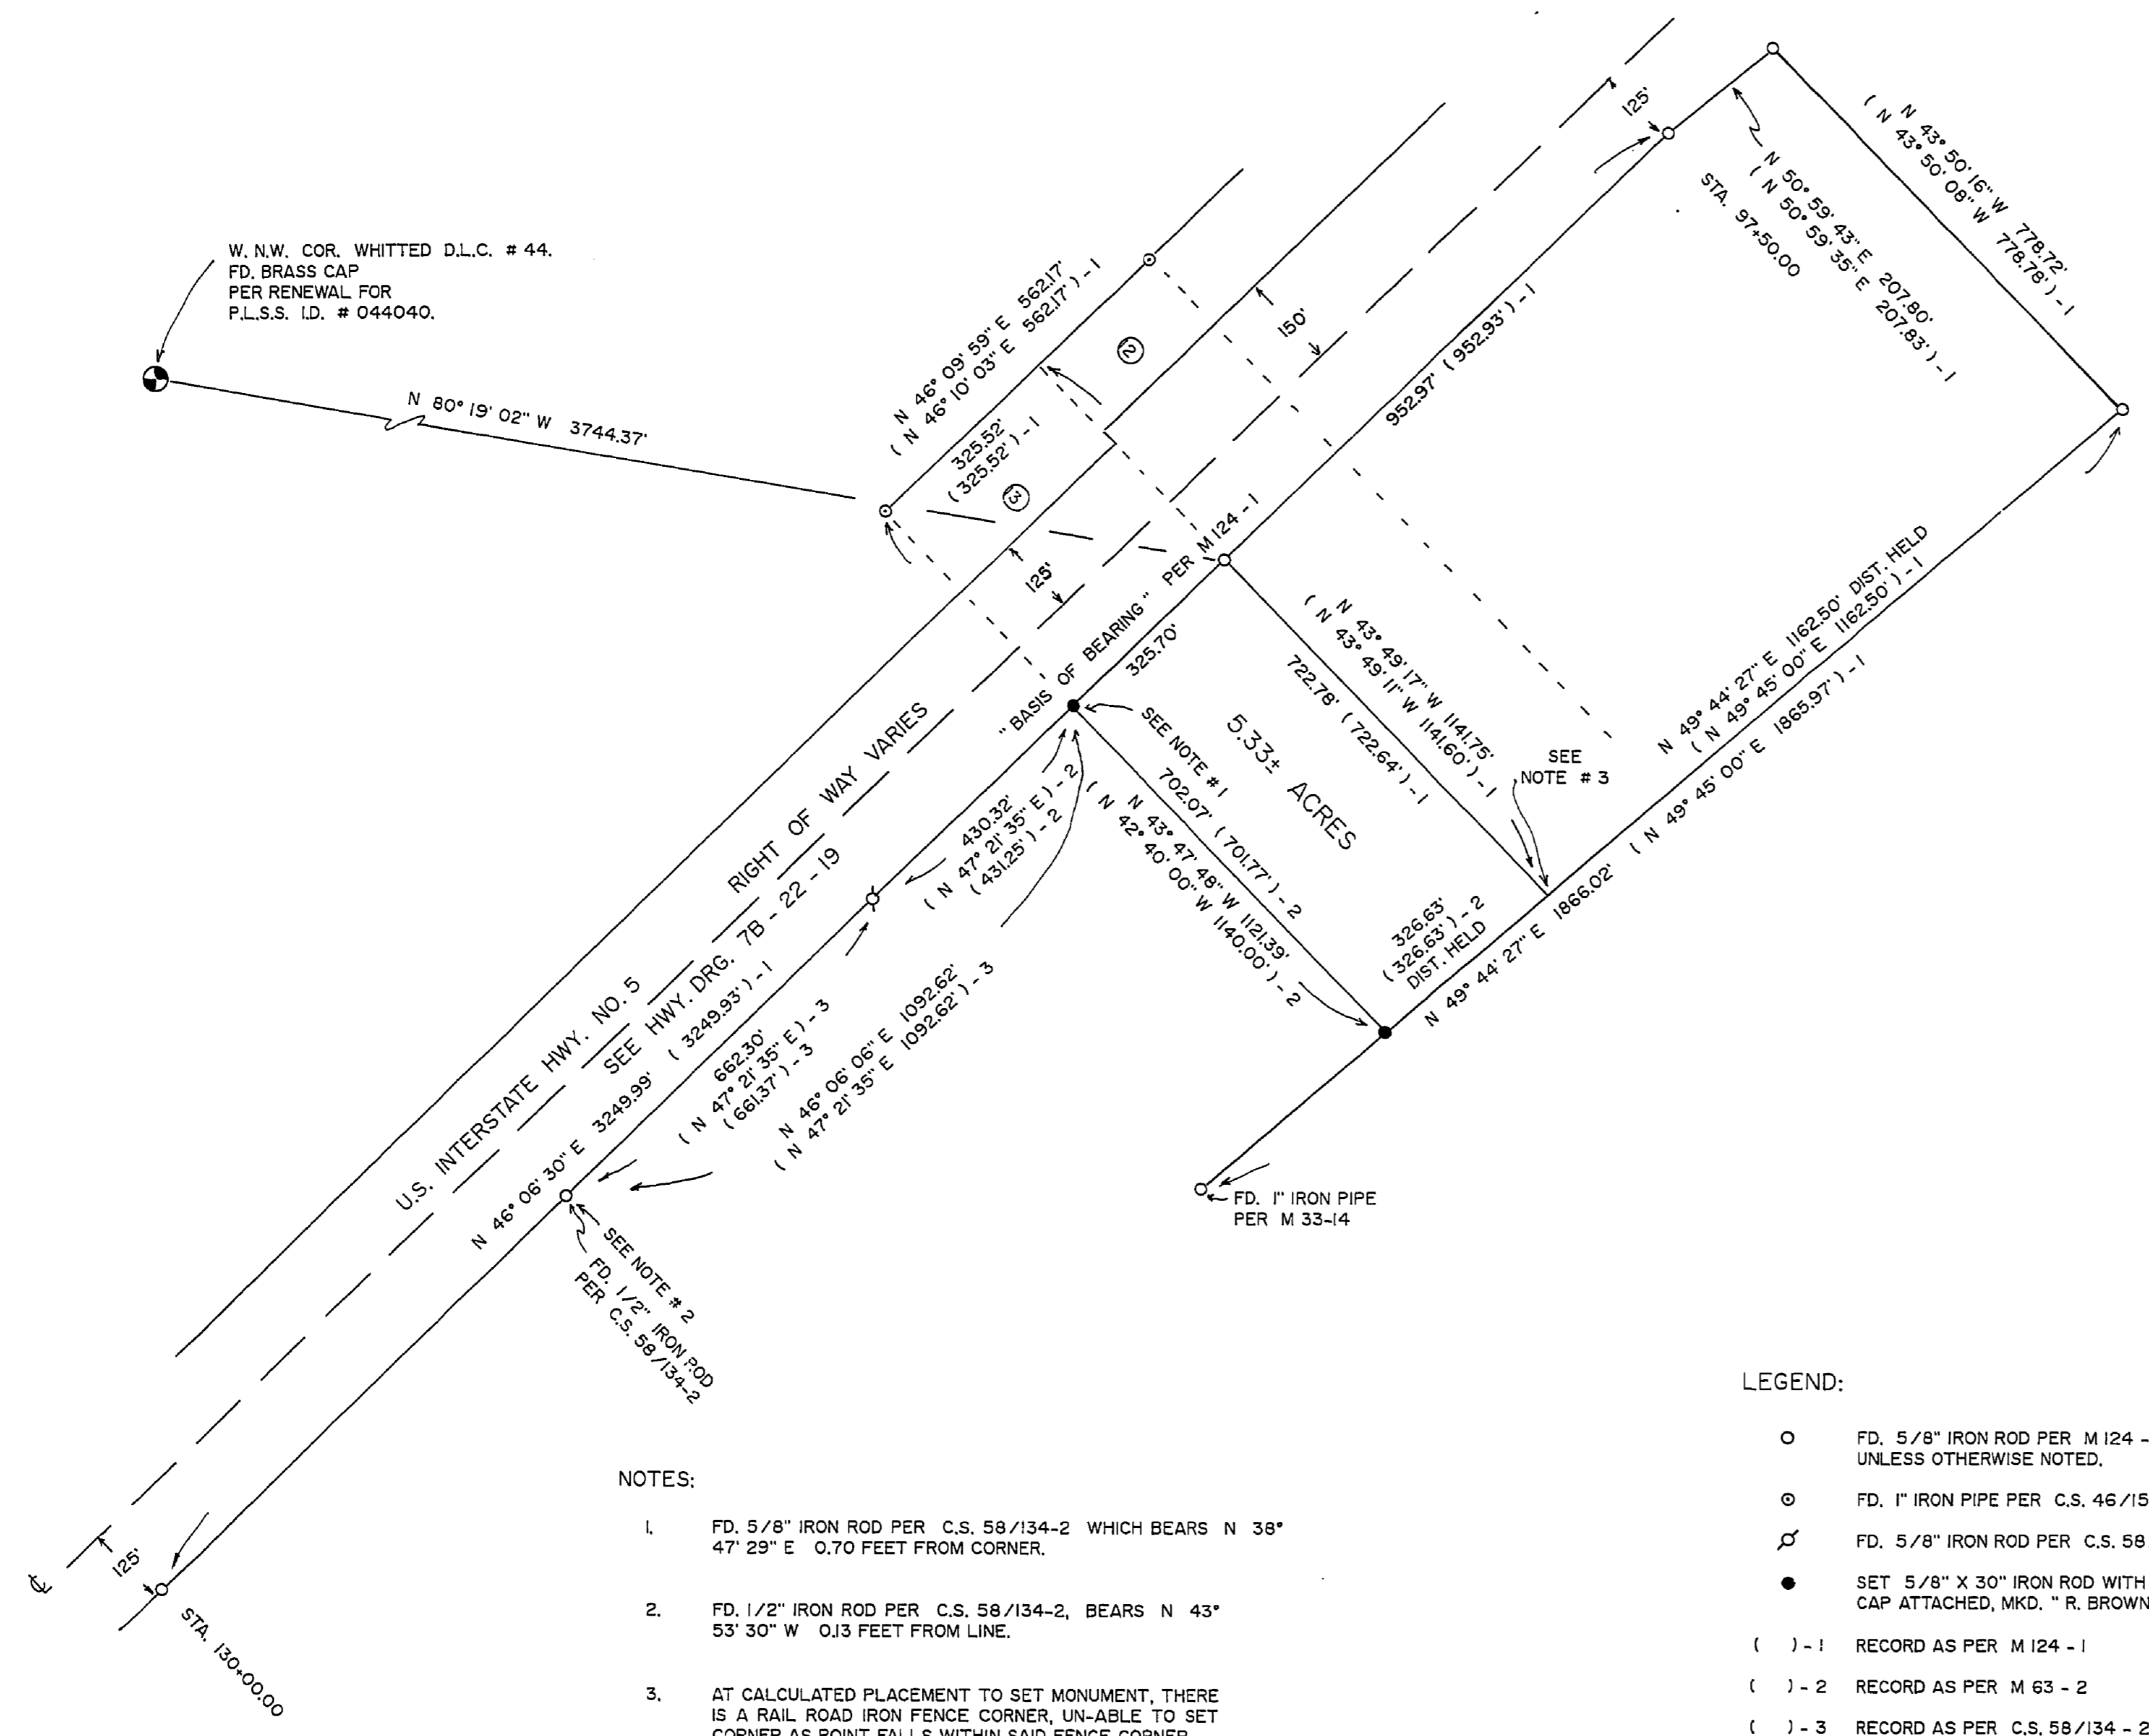 W. N.W. COR. WHITTED D.L.C. # 44.
FD. BRASS CAP
PER RENEWAL FOR
P.L.S.S. I.D. # 044040.
N 80° 19' 02" W 3744.37'
N 46° 09' 59" E 562.17'
( N 46° 10' 03" E 562.17' ) - 1
325.52'
( 325.52' ) - 1
2
3
125'
150'
125'
952.97' ( 952.93' ) - 1
N 50° 59' 43" E 207.80'
( N 50° 59' 35" E 207.83' ) - 1
STA. 97+50.00
N 43° 50' 16" W 778.72'
( N 43° 50' 08" W 778.78' ) - 1
" BASIS OF BEARING " PER M 124 - 1
325.70'
N 43° 49' 17" W 1141.75'
( N 43° 49' 11" W 1141.60' ) - 1
722.78' ( 722.64' ) - 1
N 49° 44' 27" E 1162.50' DIST. HELD
( N 49° 45' 00" E 1162.50' ) - 1
N 49° 44' 27" E 1866.02' ( N 49° 45' 00" E 1865.97' ) - 1
SEE
NOTE # 3
5.33± ACRES
SEE NOTE # 1
702.07' ( 701.77' ) - 2
N 43° 47' 48" W 1121.39'
( N 42° 40' 00" W 1140.00' ) - 2
326.63'
( 326.63' ) - 2
DIST. HELD
430.32'
( N 47° 21' 35" E ) - 2
( 431.25' ) - 2
RIGHT OF WAY VARIES
U.S. INTERSTATE HWY. NO. 5
SEE HWY. DRG. 7B - 22 - 19
N 46° 06' 30" E 3249.99' ( 3249.93' ) - 1
662.30'
( N 47° 21' 35" E ) - 3
( 661.37' ) - 3
N 46° 06' 06" E 1092.62'
( N 47° 21' 35" E 1092.62' ) - 3
SEE NOTE # 2
FD. 1/2" IRON ROD
PER C.S. 58/134-2
FD. 1" IRON PIPE
PER M 33-14
125'
STA. 130+00.00
NOTES:
1. FD. 5/8" IRON ROD PER C.S. 58/134-2 WHICH BEARS N 38°
47' 29" E 0.70 FEET FROM CORNER.
2. FD. 1/2" IRON ROD PER C.S. 58/134-2, BEARS N 43°
53' 30" W 0.13 FEET FROM LINE.
3. AT CALCULATED PLACEMENT TO SET MONUMENT, THERE
IS A RAIL ROAD IRON FENCE CORNER, UN-ABLE TO SET
CORNER AS POINT FALLS WITHIN SAID FENCE CORNER
LEGEND:
FD. 5/8" IRON ROD PER M 124 -
UNLESS OTHERWISE NOTED.
FD. 1" IRON PIPE PER C.S. 46/15
FD. 5/8" IRON ROD PER C.S. 58
SET 5/8" X 30" IRON ROD WITH
CAP ATTACHED, MKD. " R. BROWN
( ) - 1 RECORD AS PER M 124 - 1
( ) - 2 RECORD AS PER M 63 - 2
( ) - 3 RECORD AS PER C.S. 58/134 - 2